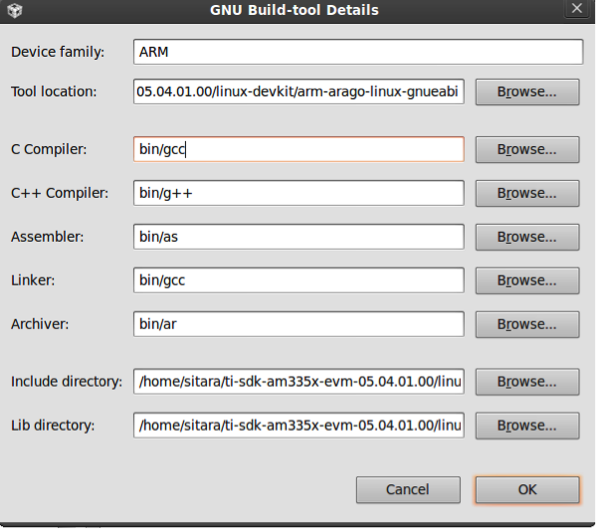 GNU Build-tool Details
Device family: ARM
Tool location: 05.04.01.00/linux-devkit/arm-arago-linux-gnueabi Browse...
C Compiler: bin/gcc Browse...
C++ Compiler: bin/g++ Browse...
Assembler: bin/as Browse...
Linker: bin/gcc Browse...
Archiver: bin/ar Browse...
Include directory: /home/sitara/ti-sdk-am335x-evm-05.04.01.00/linu Browse...
Lib directory: /home/sitara/ti-sdk-am335x-evm-05.04.01.00/linu Browse...
Cancel OK